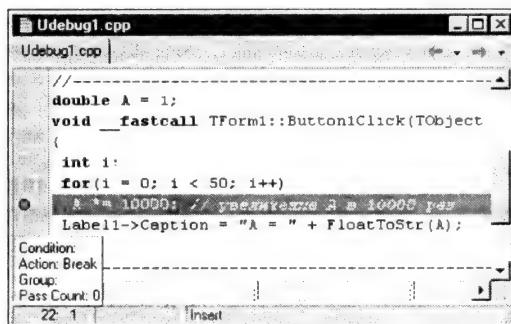 Udebug1.cpp
Udebug1.cpp
//------------------------------------------------
double A = 1;
void __fastcall TForm1::Button1Click(TObject
{
int i;
for(i = 0; i < 50; i++)
A *= 10000; // увеличение A в 10000 раз
Label1->Caption = "A = " + FloatToStr(A);
Condition:
Action: Break
Group:
Pass Count: 0
22: 1
Insert